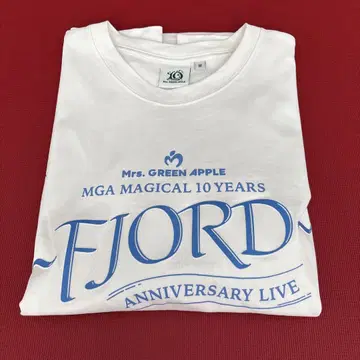 Mrs. GREEN APPLE
MGA MAGICAL 10 YEARS
~FJORD~
ANNIVERSARY LIVE